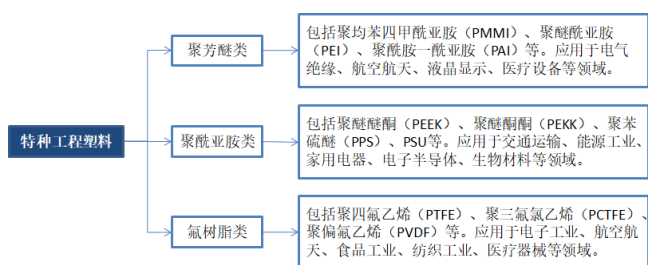 特种工程塑料
聚芳醚类
包括聚均苯四甲酰亚胺（PMMI）、聚醚酰亚胺
（PEI）、聚酰胺一酰亚胺（PAI）等。应用于电气
绝缘、航空航天、液晶显示、医疗设备等领域。
聚酰亚胺类
包括聚醚醚酮（PEEK）、聚醚酮酮（PEKK）、聚苯
硫醚（PPS）、PSU等。应用于交通运输、能源工业、
家用电器、电子半导体、生物材料等领域。
氟树脂类
包括聚四氟乙烯（PTFE）、聚三氟氯乙烯（PCTFE）、
聚偏氟乙烯（PVDF）等。应用于电子工业、航空航
天、食品工业、纺织工业、医疗器械等领域。